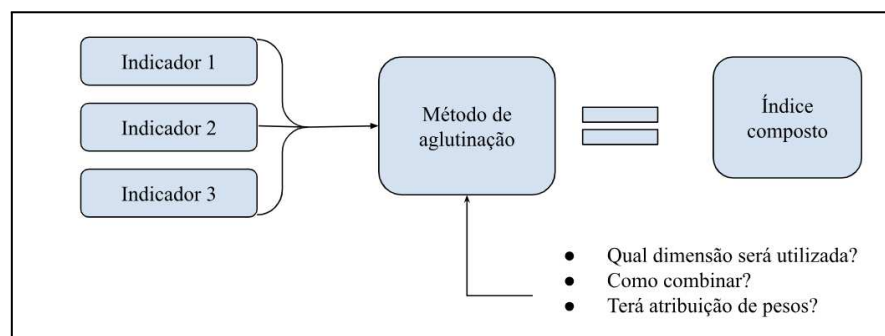 Indicador 1
Indicador 2
Indicador 3
Método de
aglutinação
Índice
composto
● Qual dimensão será utilizada?
● Como combinar?
● Terá atribuição de pesos?